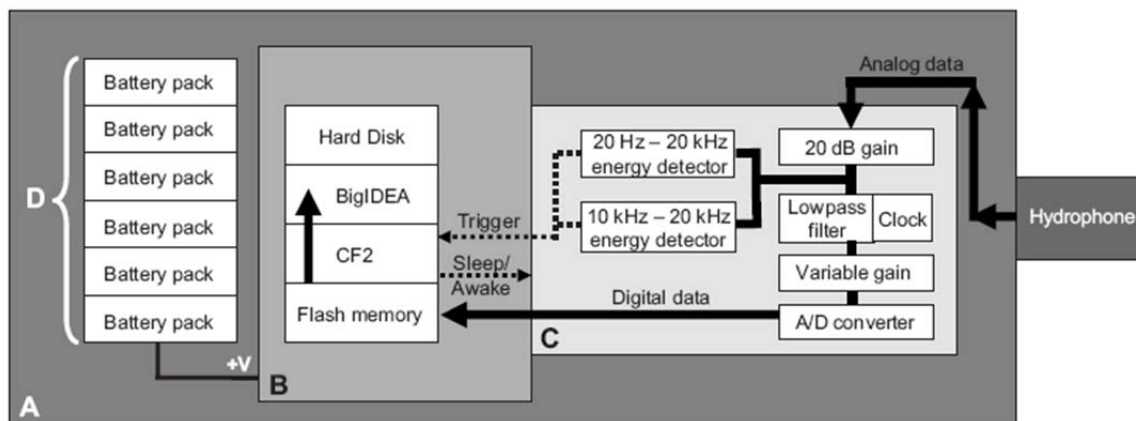 D
Battery pack
Battery pack
Battery pack
Battery pack
Battery pack
Battery pack
+V
A
B
Hard Disk
BigIDEA
CF2
Flash memory
Trigger
Sleep/
Awake
Digital data
C
20 Hz – 20 kHz
energy detector
10 kHz – 20 kHz
energy detector
Analog data
20 dB gain
Lowpass
filter
Clock
Variable gain
A/D converter
Hydrophone